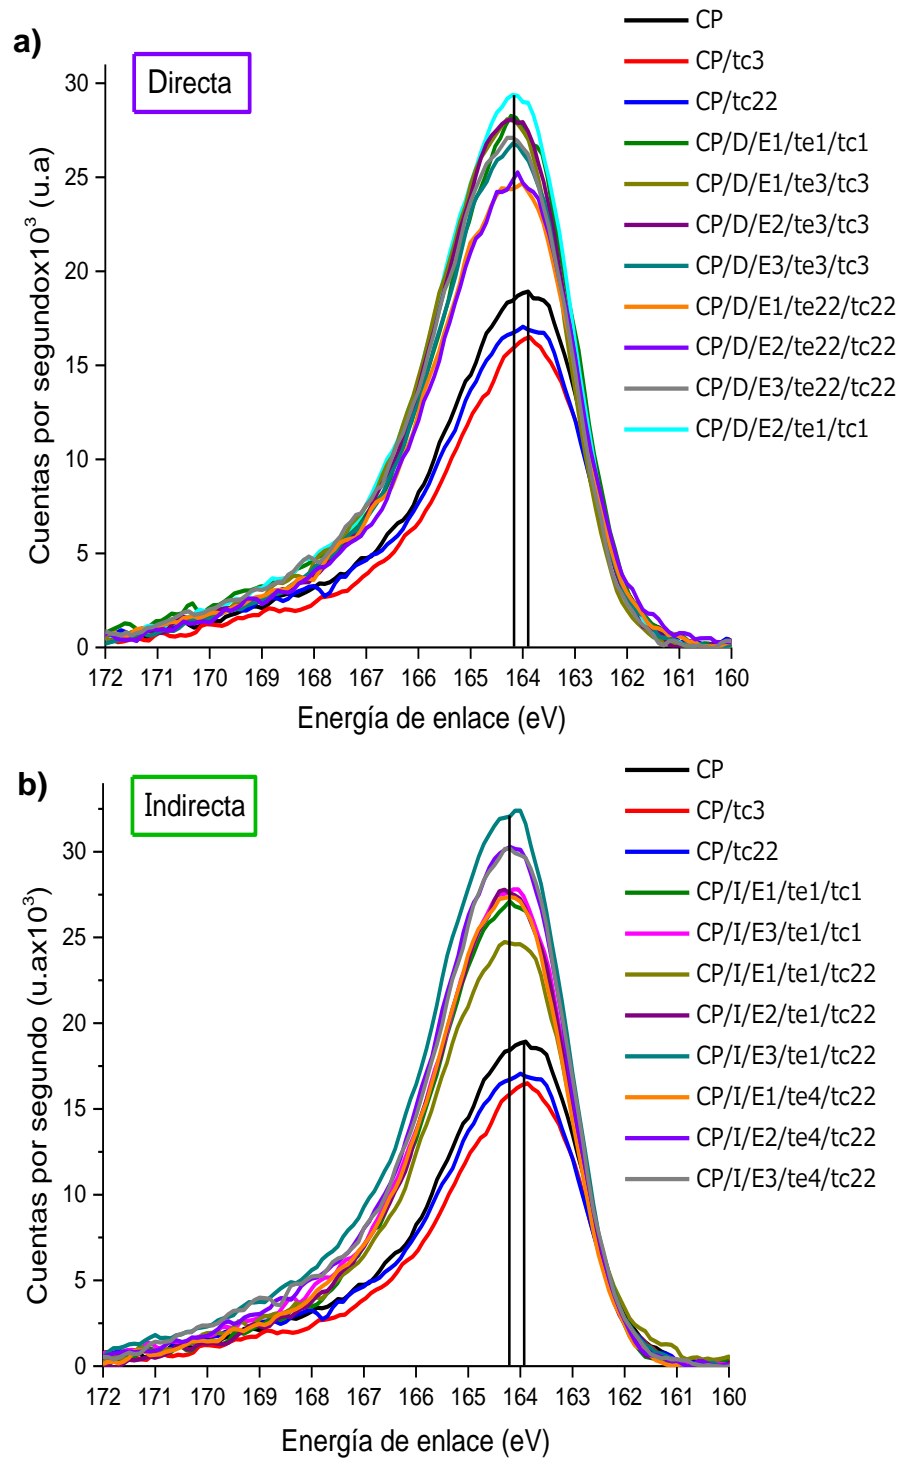 a)
Directa
CP
CP/tc3
CP/tc22
CP/D/E1/te1/tc1
CP/D/E1/te3/tc3
CP/D/E2/te3/tc3
CP/D/E3/te3/tc3
CP/D/E1/te22/tc22
CP/D/E2/te22/tc22
CP/D/E3/te22/tc22
CP/D/E2/te1/tc1
Cuentas por segundox10³ (u.a)
30
25
20
15
10
5
0
172 171 170 169 168 167 166 165 164 163 162 161 160
Energía de enlace (eV)
b)
Indirecta
CP
CP/tc3
CP/tc22
CP/I/E1/te1/tc1
CP/I/E3/te1/tc1
CP/I/E1/te1/tc22
CP/I/E2/te1/tc22
CP/I/E3/te1/tc22
CP/I/E1/te4/tc22
CP/I/E2/te4/tc22
CP/I/E3/te4/tc22
Cuentas por segundo (u.ax10³)
30
25
20
15
10
5
0
172 171 170 169 168 167 166 165 164 163 162 161 160
Energía de enlace (eV)